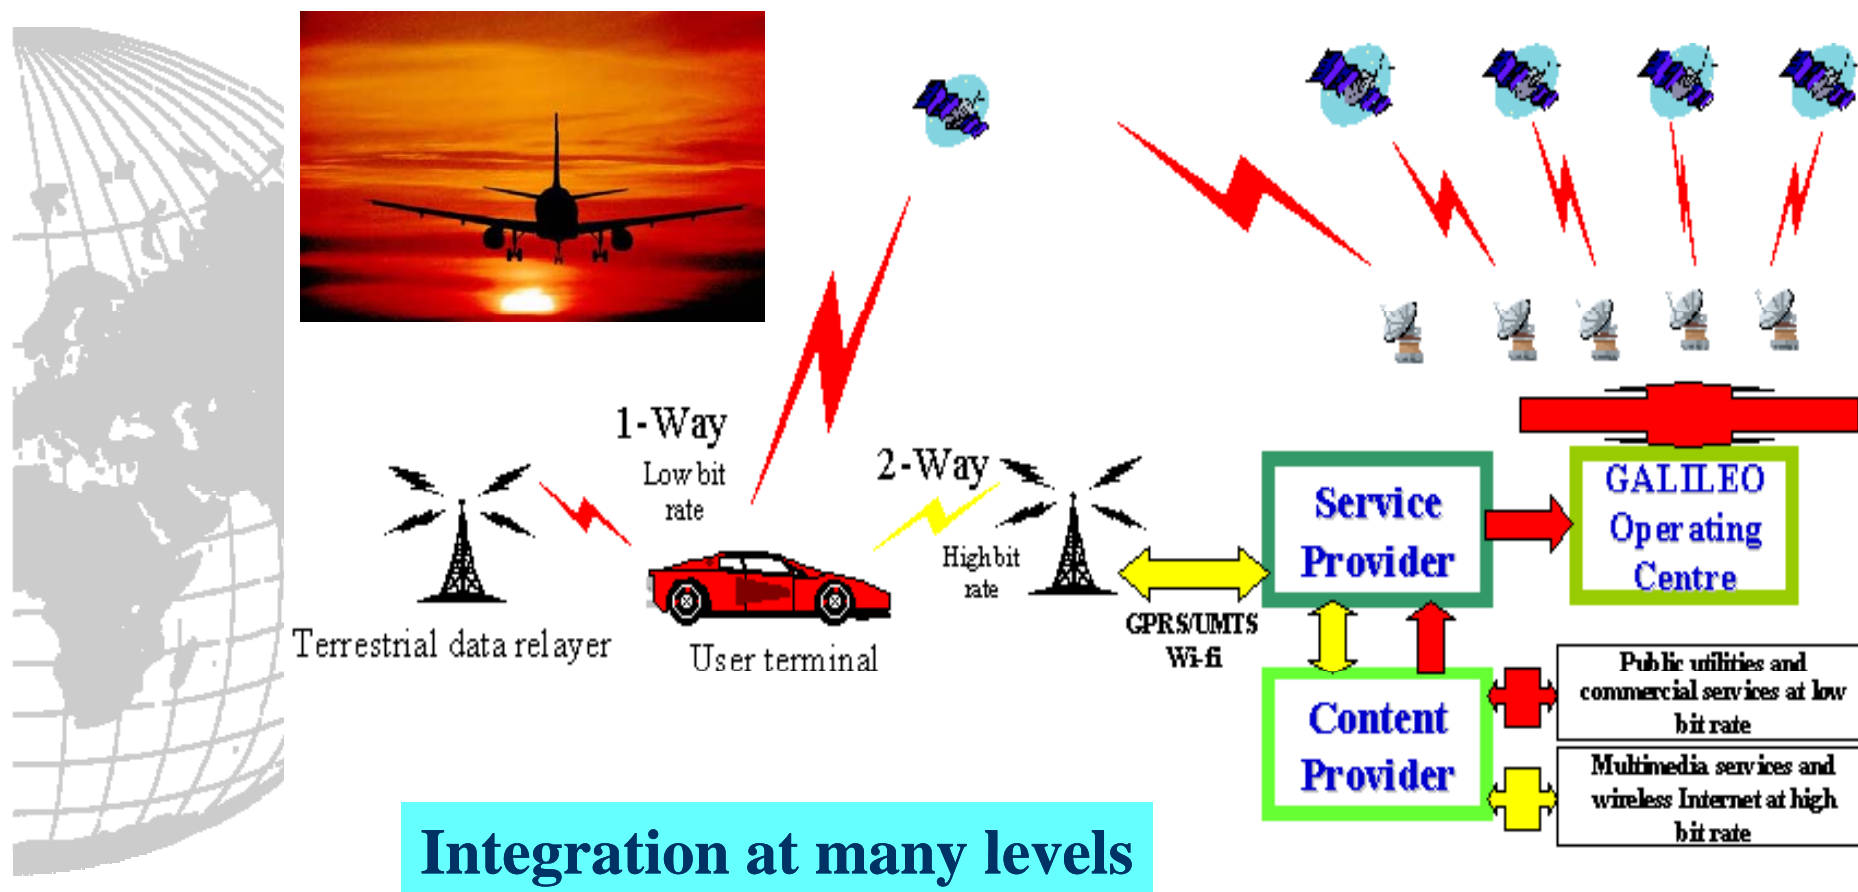 1-Way
Low bit
rate
2-Way
High bit
rate
Terrestrial data relayer
User terminal
GPRS/UMTS
Wi-fi
Service
Provider
GALILEO
Operating
Centre
Content
Provider
Public utilities and
commercial services at low
bit rate
Multimedia services and
wireless Internet at high
bit rate
Integration at many levels